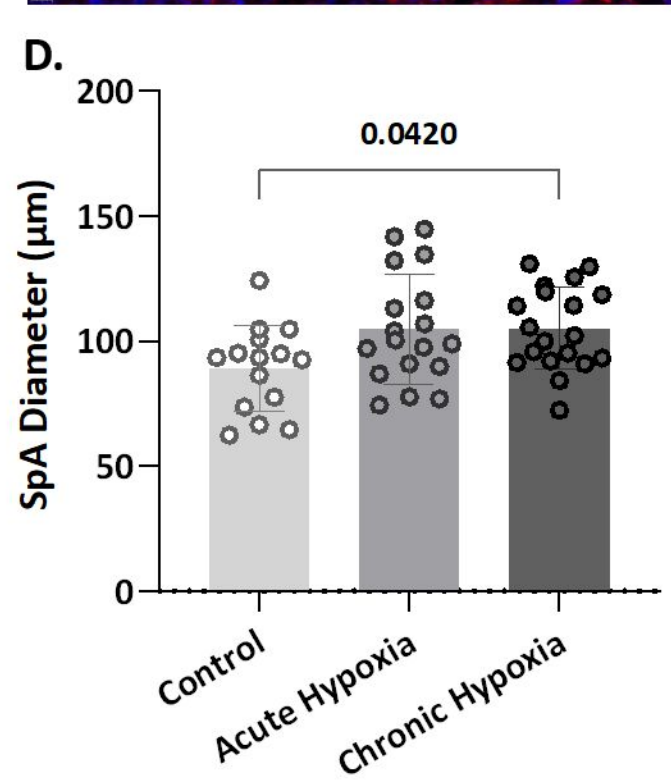 D.
200
0.0420
150
100
50
0
SpA Diameter (μm)
Control
Acute Hypoxia
Chronic Hypoxia